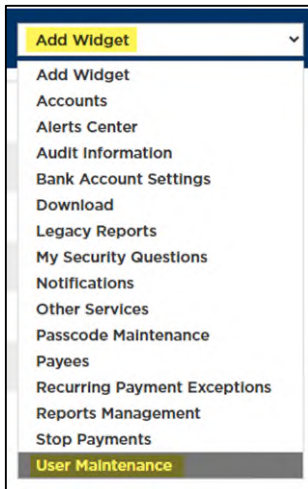 Add Widget
Add Widget
Accounts
Alerts Center
Audit Information
Bank Account Settings
Download
Legacy Reports
My Security Questions
Notifications
Other Services
Passcode Maintenance
Payees
Recurring Payment Exceptions
Reports Management
Stop Payments
User Maintenance